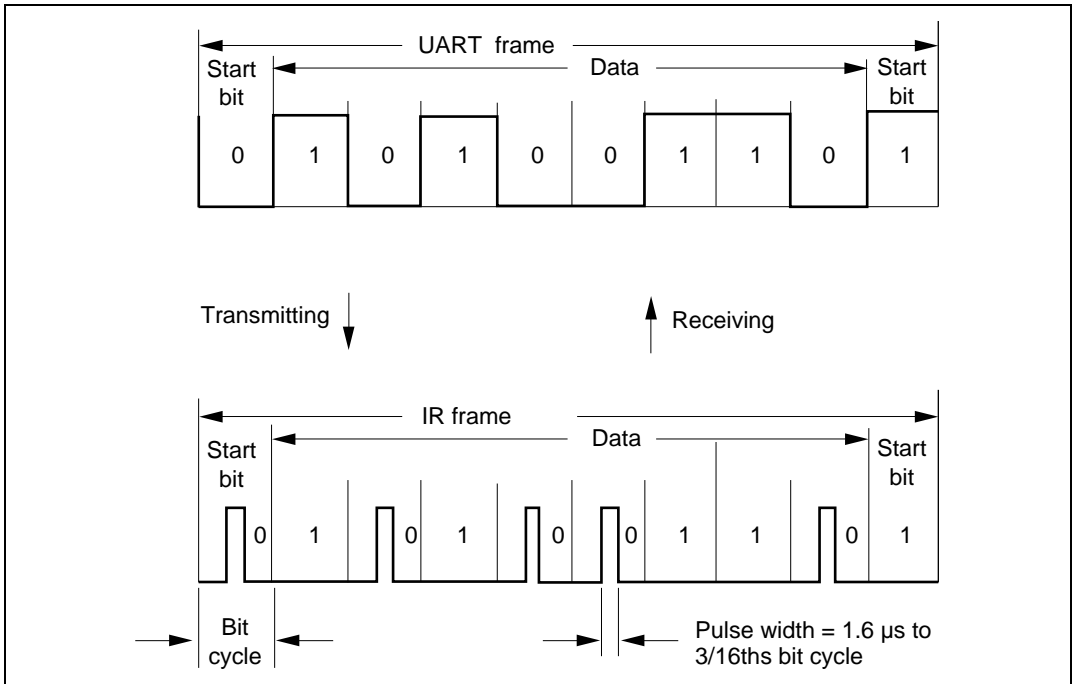 UART frame
Start bit
Data
Start bit
0 1 0 1 0 0 1 1 0 1
Transmitting
Receiving
IR frame
Start bit
Data
Start bit
0 1 0 1 0 0 1 1 0 1
Bit cycle
Pulse width = 1.6 µs to
3/16ths bit cycle